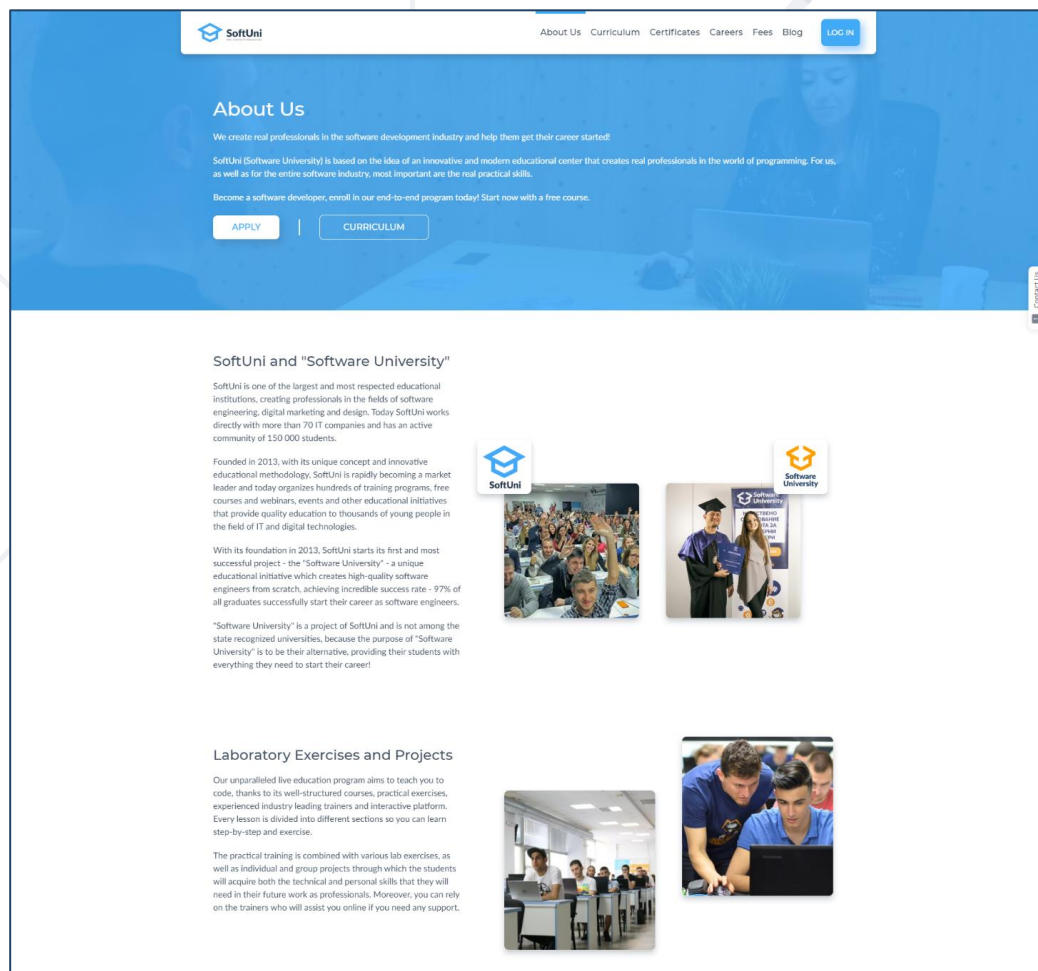 SoftUni
About Us Curriculum Certificates Careers Fees Blog LOG IN
About Us
We create real professionals in the software development industry and help them get their career started!
SoftUni (Software University) is based on the idea of an innovative and modern educational center that creates real professionals in the world of programming. For us,
as well as for the entire software industry, most important are the real practical skills.
Become a software developer, enroll in our end-to-end program today! Start now with a free course.
APPLY | CURRICULUM
Contact Us
SoftUni and "Software University"
SoftUni is one of the largest and most respected educational
institutions, creating professionals in the fields of software
engineering, digital marketing and design. Today SoftUni works
directly with more than 70 IT companies and has an active
community of 150 000 students.
Founded in 2013, with its unique concept and innovative
educational methodology, SoftUni is rapidly becoming a market
leader and today organizes hundreds of training programs, free
courses and webinars, events and other educational initiatives
that provide quality education to thousands of young people in
the field of IT and digital technologies.
With its foundation in 2013, SoftUni starts its first and most
successful project - the "Software University" - a unique
educational initiative which creates high-quality software
engineers from scratch, achieving incredible success rate - 97% of
all graduates successfully start their career as software engineers.
"Software University" is a project of SoftUni and is not among the
state recognized universities, because the purpose of "Software
University" is to be their alternative, providing their students with
everything they need to start their career!
SoftUni
Software
University
Software
University
Laboratory Exercises and Projects
Our unparalleled live education program aims to teach you to
code, thanks to its well-structured courses, practical exercises,
experienced industry leading trainers and interactive platform.
Every lesson is divided into different sections so you can learn
step-by-step and exercise.
The practical training is combined with various lab exercises, as
well as individual and group projects through which the students
will acquire both the technical and personal skills that they will
need in their future work as professionals. Moreover, you can rely
on the trainers who will assist you online if you need any support.